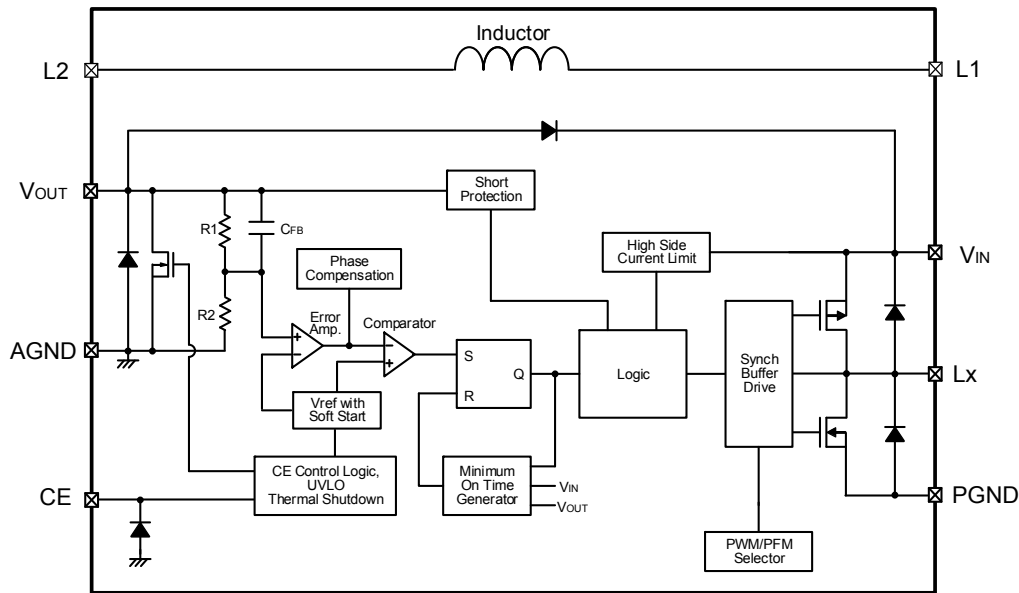 Inductor
L2
L1
VOUT
Short
Protection
R1
CFB
High Side
Current Limit
VIN
Phase
Compensation
R2
Error
Amp.
Comparator
+
−
−
+
AGND
S
Q
R
Logic
Synch
Buffer
Drive
Lx
Vref with
Soft Start
CE Control Logic,
UVLO
Thermal Shutdown
Minimum
On Time
Generator
VIN
VOUT
CE
PGND
PWM/PFM
Selector